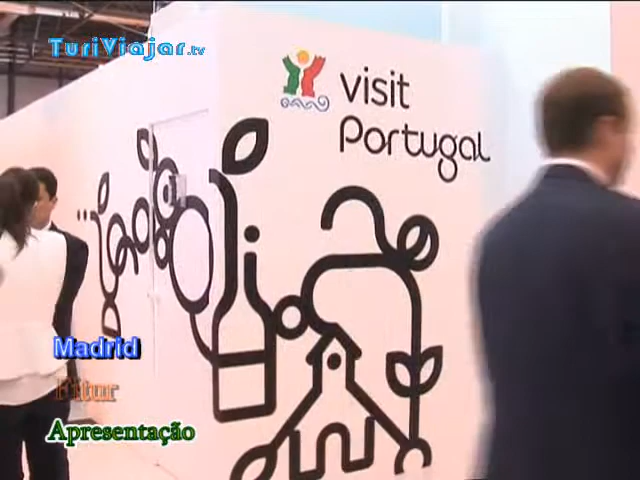 TuriViajar.tv
visit
Portugal
Madrid
Fitur
Apresentação